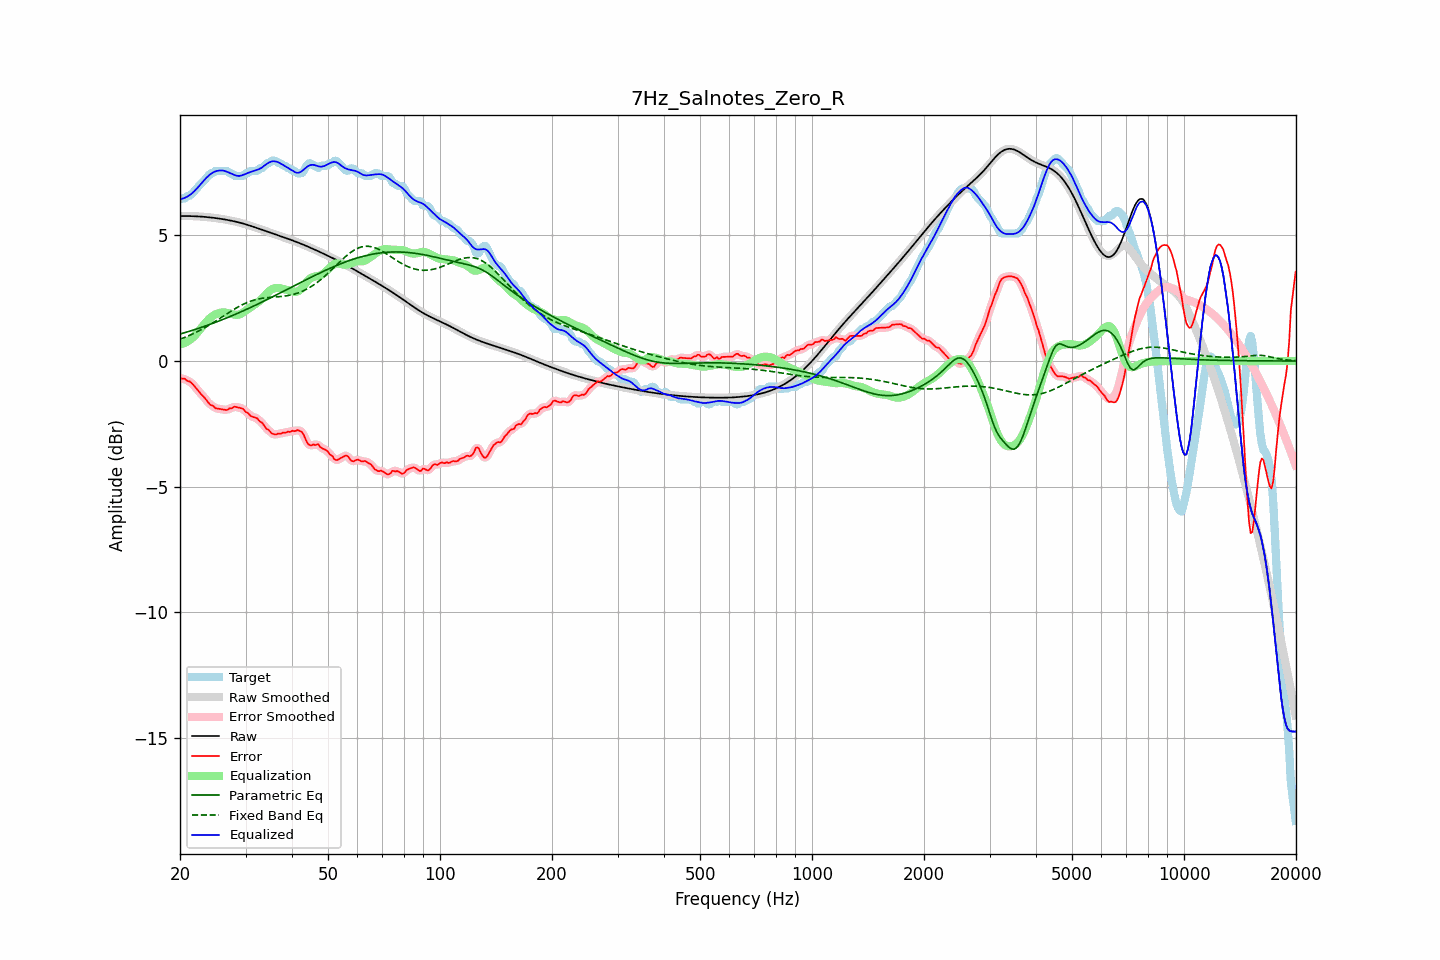 7Hz_Salnotes_Zero_R
Amplitude (dBr)
5
0
−5
−10
−15
Target
Raw Smoothed
Error Smoothed
Raw
Error
Equalization
Parametric Eq
Fixed Band Eq
Equalized
20 50 100 200 500 1000 2000 5000 10000 20000
Frequency (Hz)